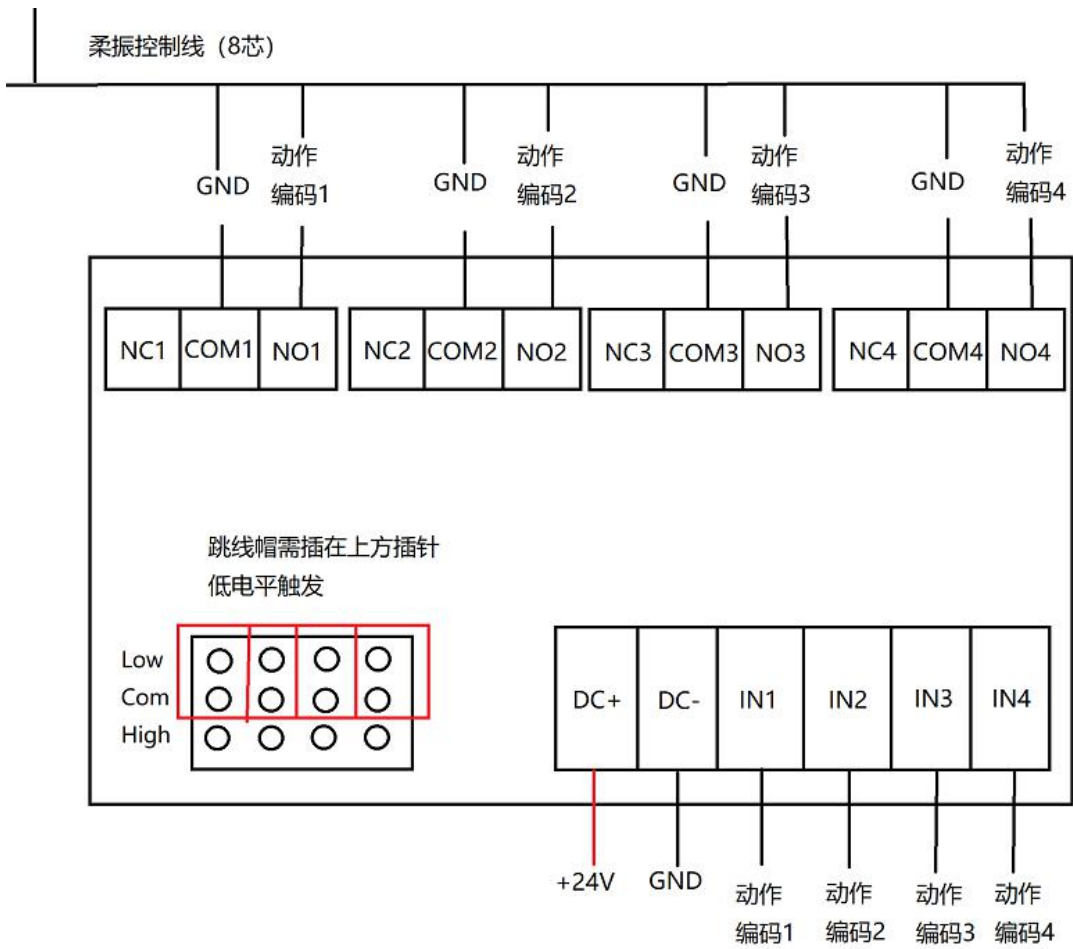 柔振控制线（8芯）
GND
动作
编码1
GND
动作
编码2
GND
动作
编码3
GND
动作
编码4
NC1 COM1 NO1 NC2 COM2 NO2 NC3 COM3 NO3 NC4 COM4 NO4
跳线帽需插在上方插针
低电平触发
Low
Com
High
DC+ DC- IN1 IN2 IN3 IN4
+24V
GND
动作
编码1
动作
编码2
动作
编码3
动作
编码4